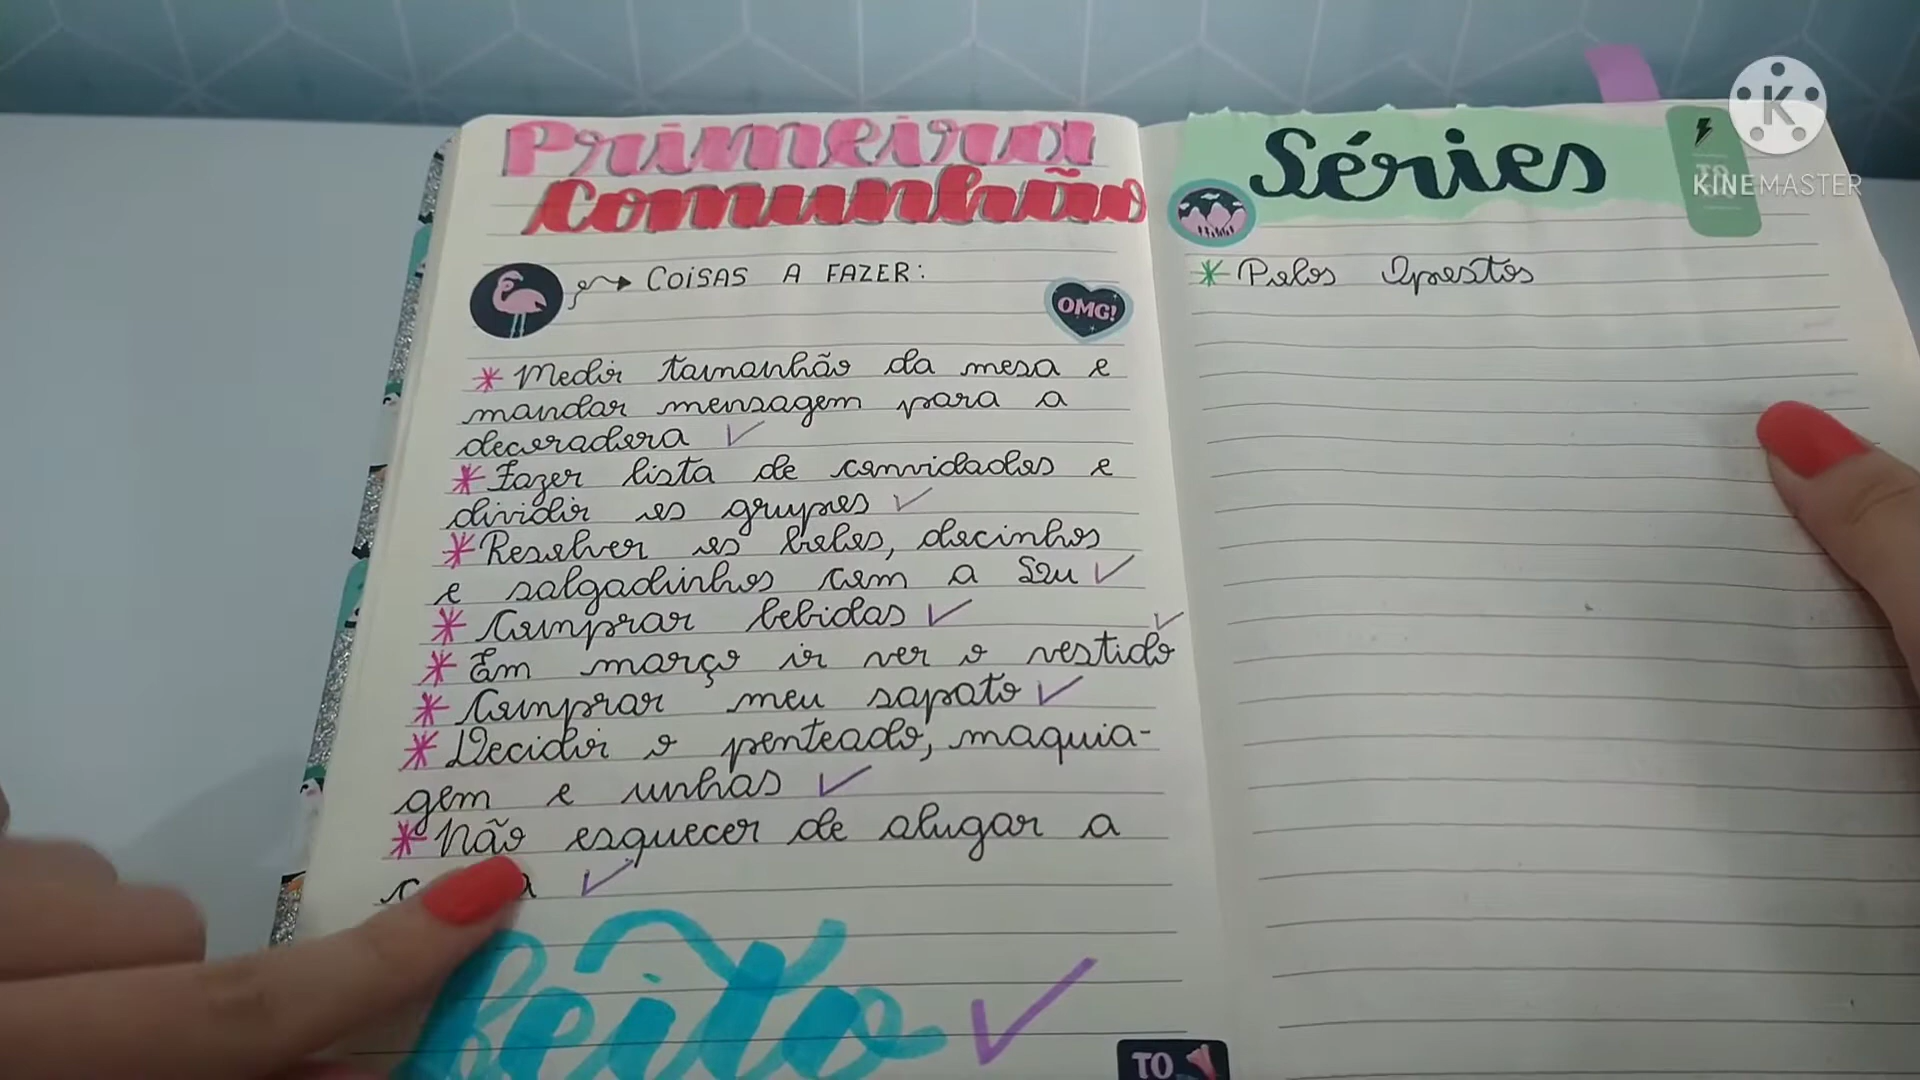 Primeira
Comunhão
COISAS A FAZER:
OMG!
* Medir tamanhão da mesa e
mandar mensagem para a
decoradora ✓
* Fazer lista de convidados e
dividir os grupos ✓
* Resolver os bolos, docinhos
e salgadinhos com a Su ✓
* Comprar bebidas ✓
* Em março ir ver o vestido ✓
* Comprar meu sapato ✓
* Decidir o penteado, maquia-
gem e unhas ✓
* Não esquecer de alugar a
✓
feito ✓
TO
Séries
* Pelos Opostos
KINEMASTER